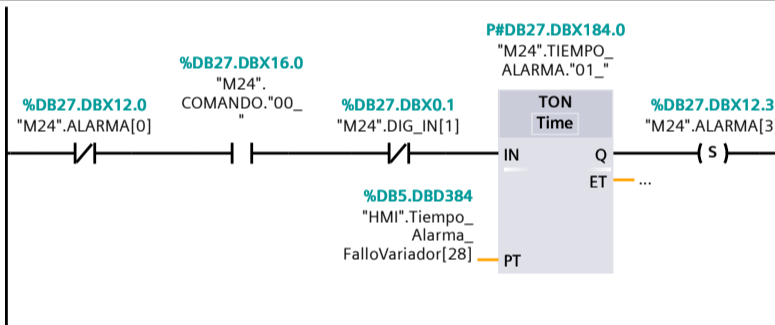 P#DB27.DBX184.0
"M24".TIEMPO_
ALARMA."01_"
%DB27.DBX16.0
"M24".
COMANDO."00_
"
%DB27.DBX12.0
"M24".ALARMA[0]
%DB27.DBX0.1
"M24".DIG_IN[1]
TON
Time
%DB27.DBX12.3
"M24".ALARMA[3
IN
Q
S
ET
...
%DB5.DBD384
"HMI".Tiempo_
Alarma_
FalloVariador[28]
PT